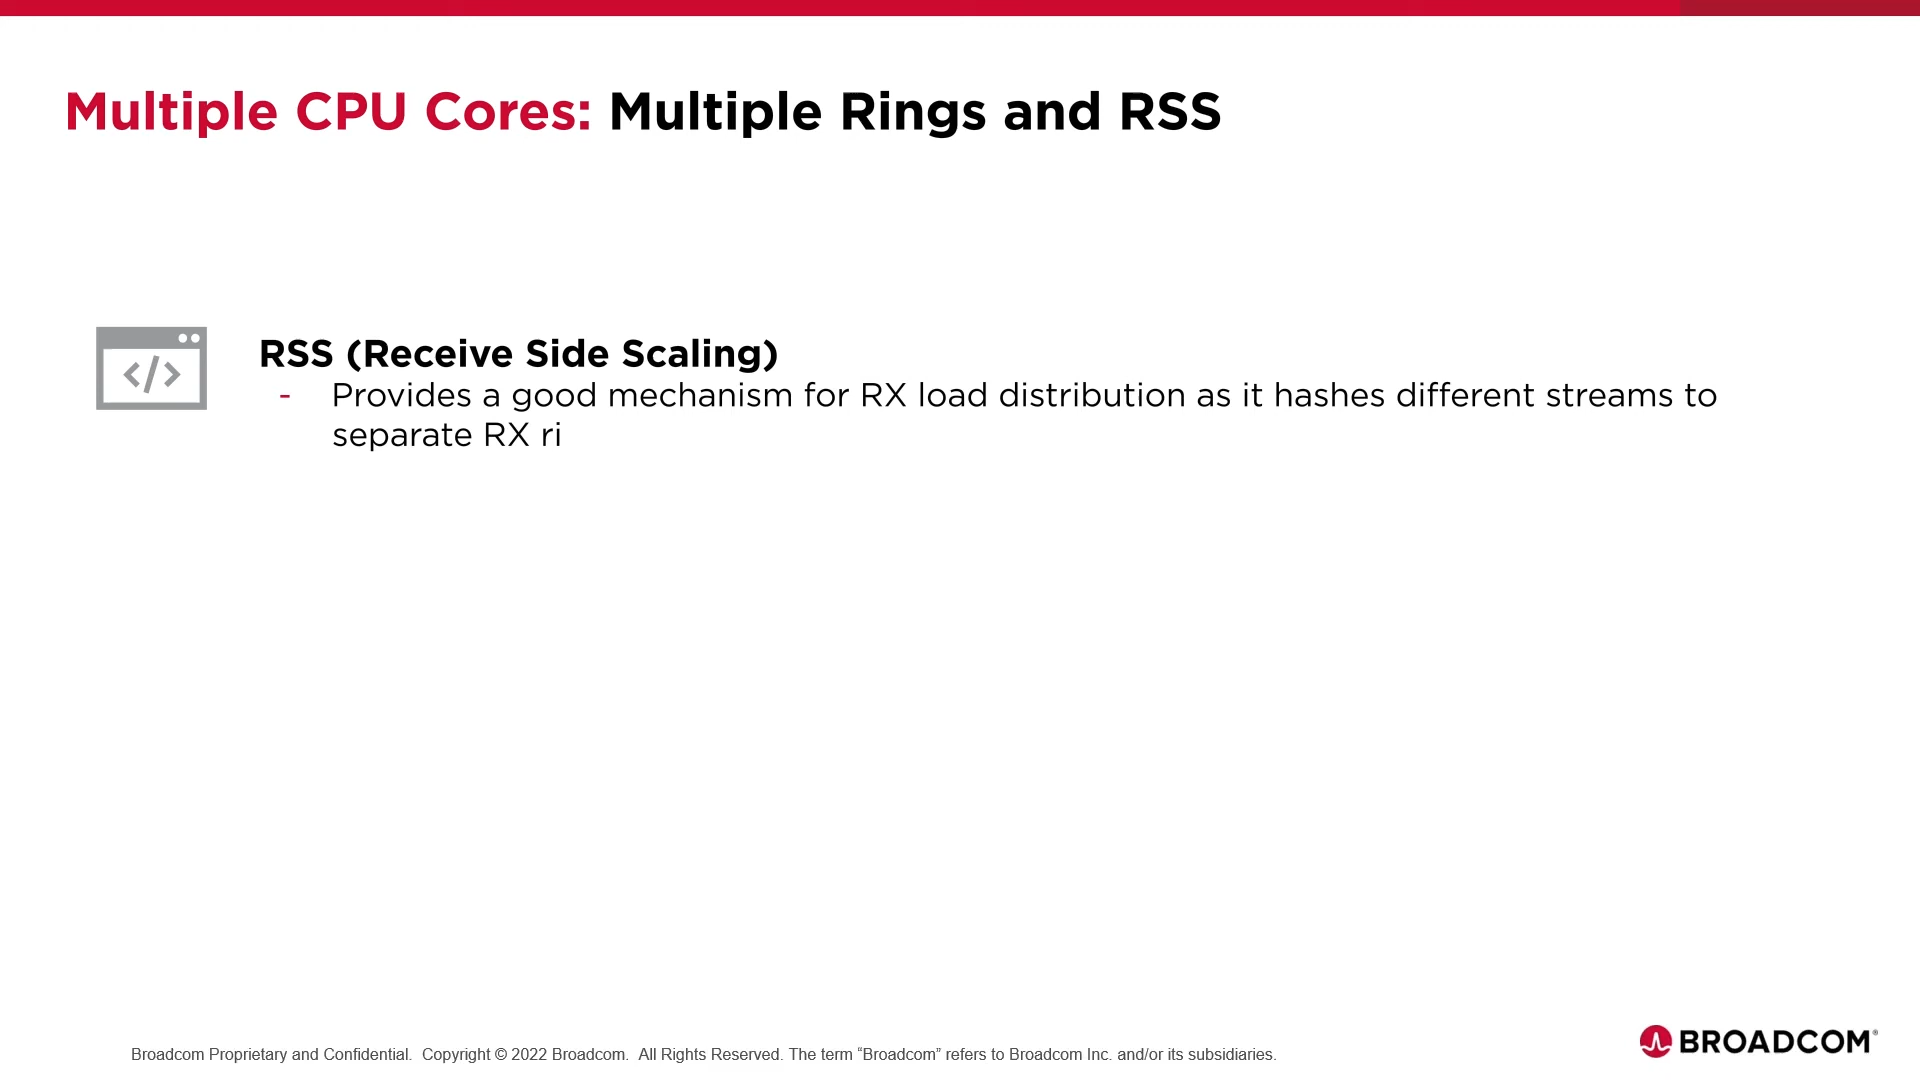 Multiple CPU Cores: Multiple Rings and RSS
</>
RSS (Receive Side Scaling)
- Provides a good mechanism for RX load distribution as it hashes different streams to
separate RX ri
Broadcom Proprietary and Confidential. Copyright © 2022 Broadcom. All Rights Reserved. The term “Broadcom” refers to Broadcom Inc. and/or its subsidiaries.
BROADCOM®